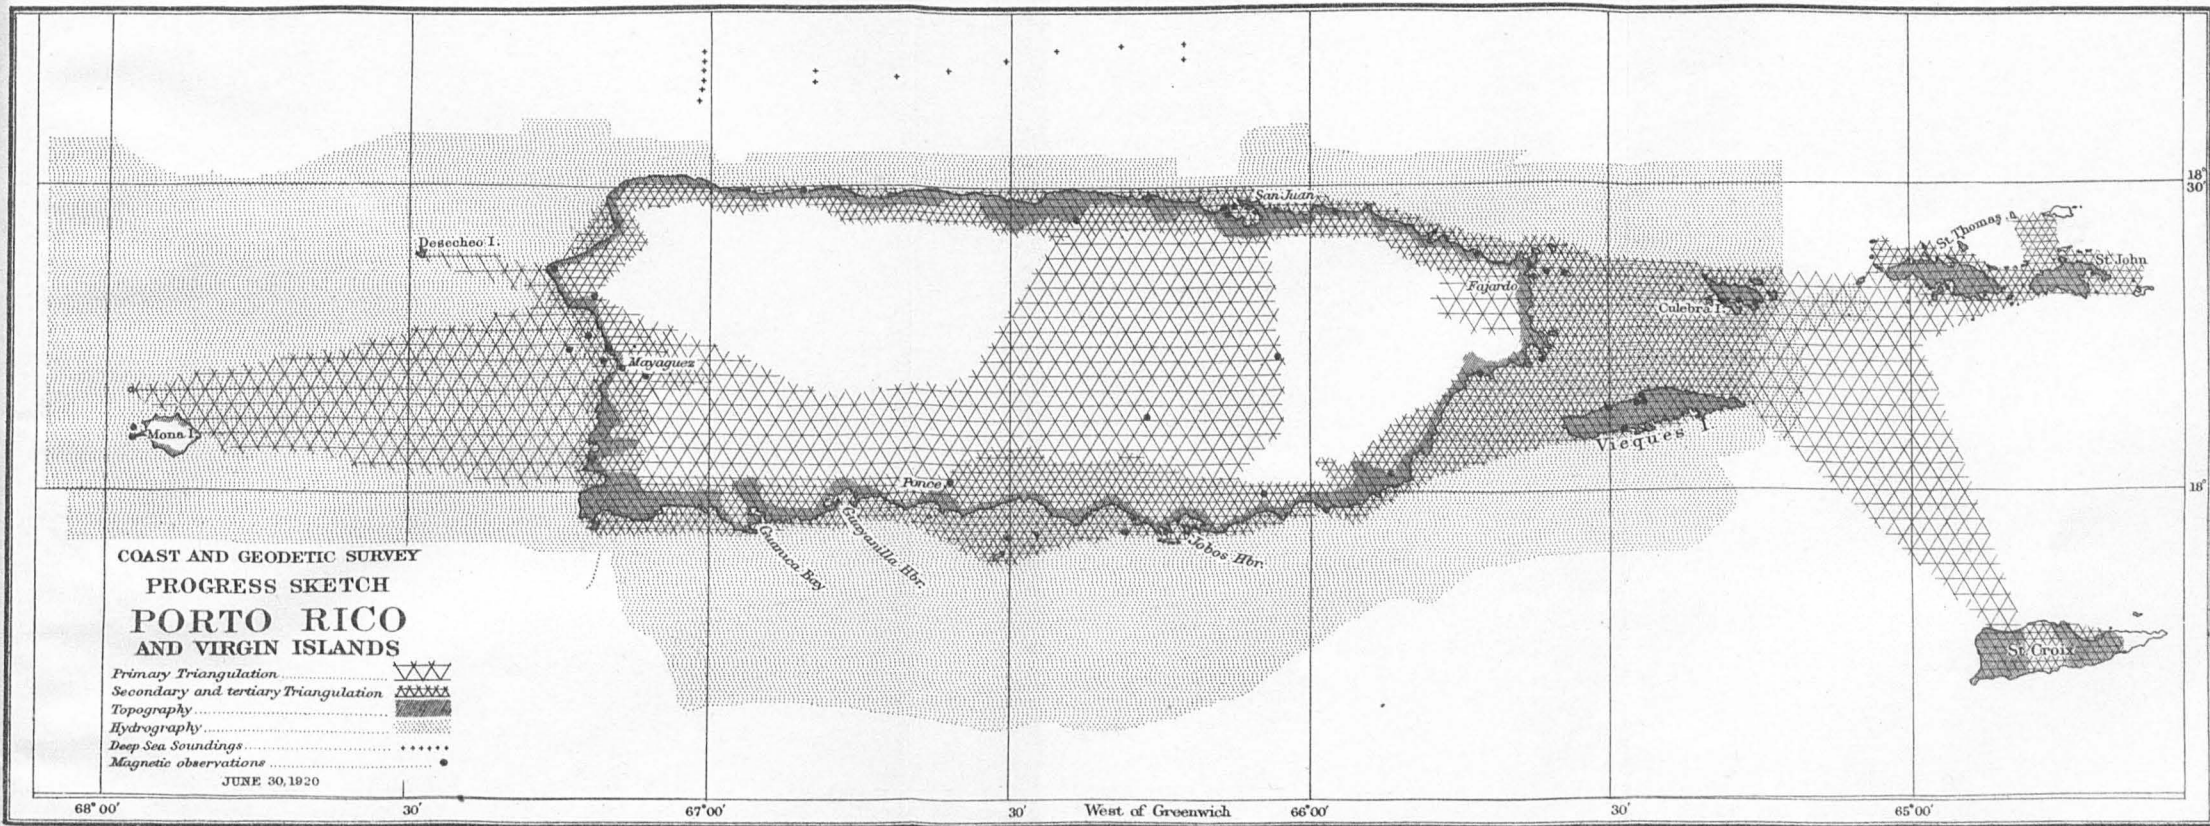 18°
30'
San Juan
St Thomas
Desecheo I.
St John
Fajardo
Culebra I.
Mayaguez
Mona I.
Vieques I
Ponce
18°
Guanica Bay
Guayanilla Hbr.
Jobos Hbr.
COAST AND GEODETIC SURVEY
PROGRESS SKETCH
PORTO RICO
AND VIRGIN ISLANDS
St Croix
Primary Triangulation
Secondary and tertiary Triangulation
Topography
Hydrography
Deep Sea Soundings
Magnetic observations
JUNE 30, 1920
68°00' 30' 67°00' 30' West of Greenwich 66°00' 30' 65°00'